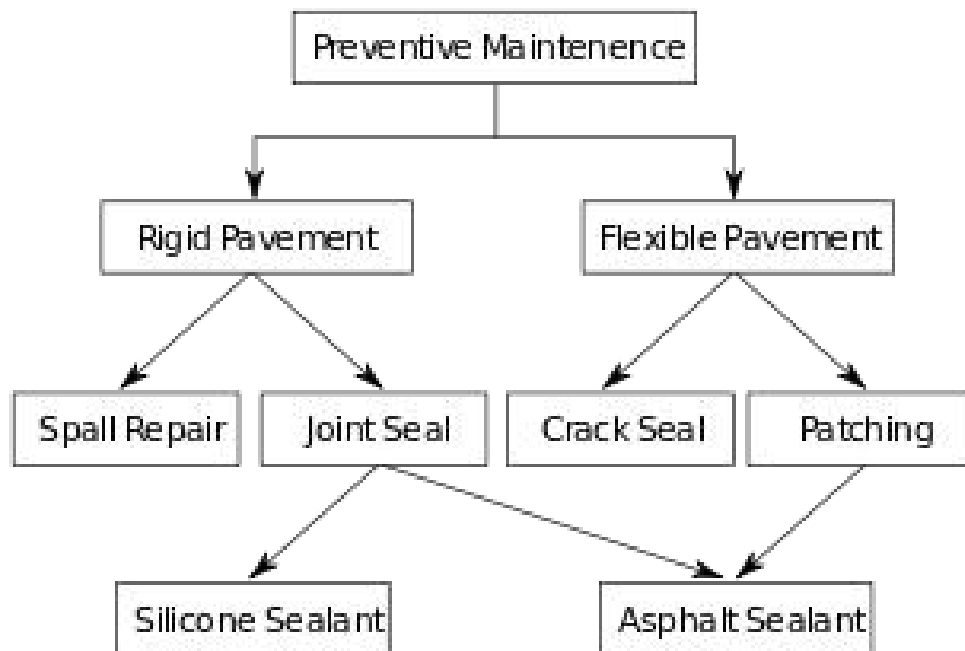 Preventive Maintenence
Rigid Pavement
Flexible Pavement
Spall Repair
Joint Seal
Crack Seal
Patching
Silicone Sealant
Asphalt Sealant